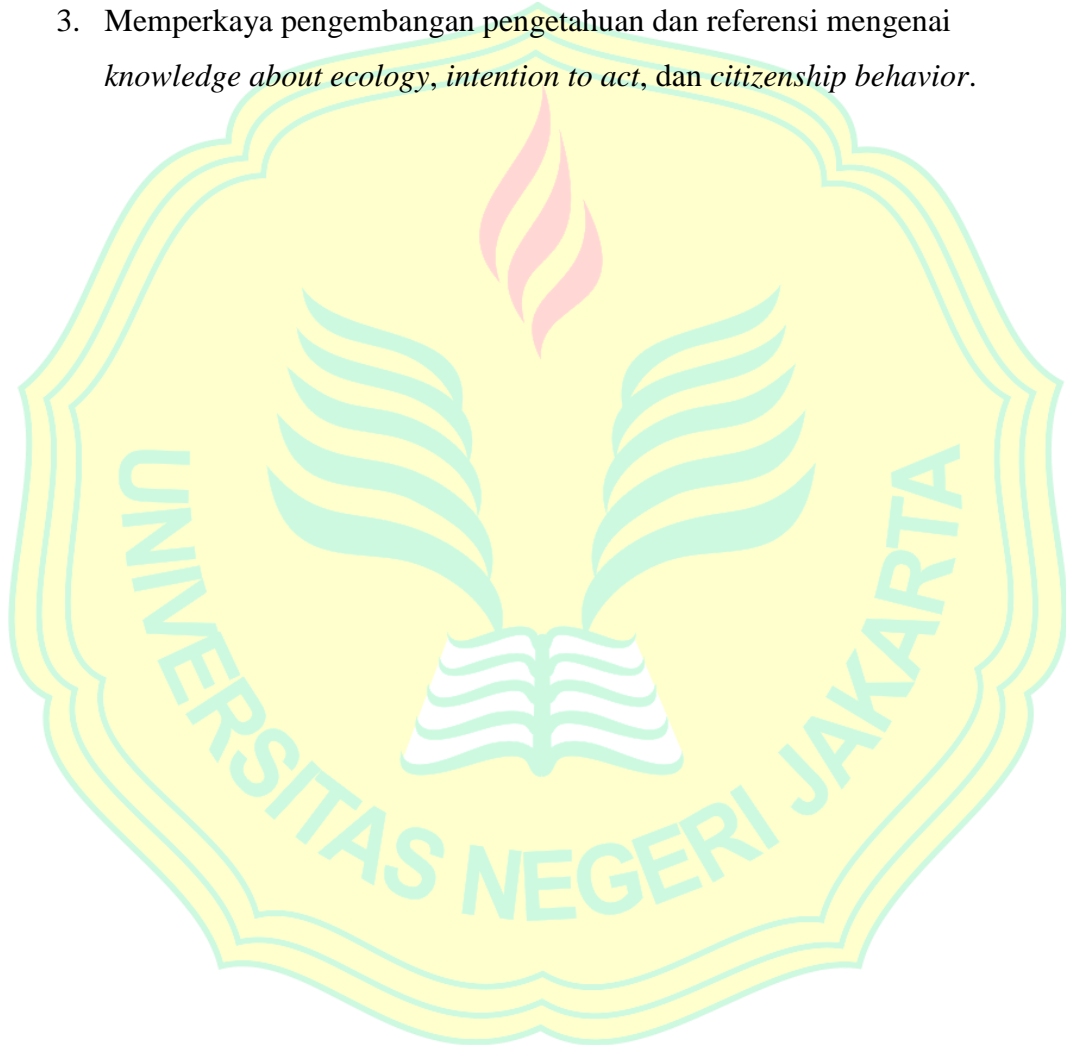 3. Memperkaya pengembangan pengetahuan dan referensi mengenai
knowledge about ecology, intention to act, dan citizenship behavior.
UNIVERSITAS NEGERI JAKARTA